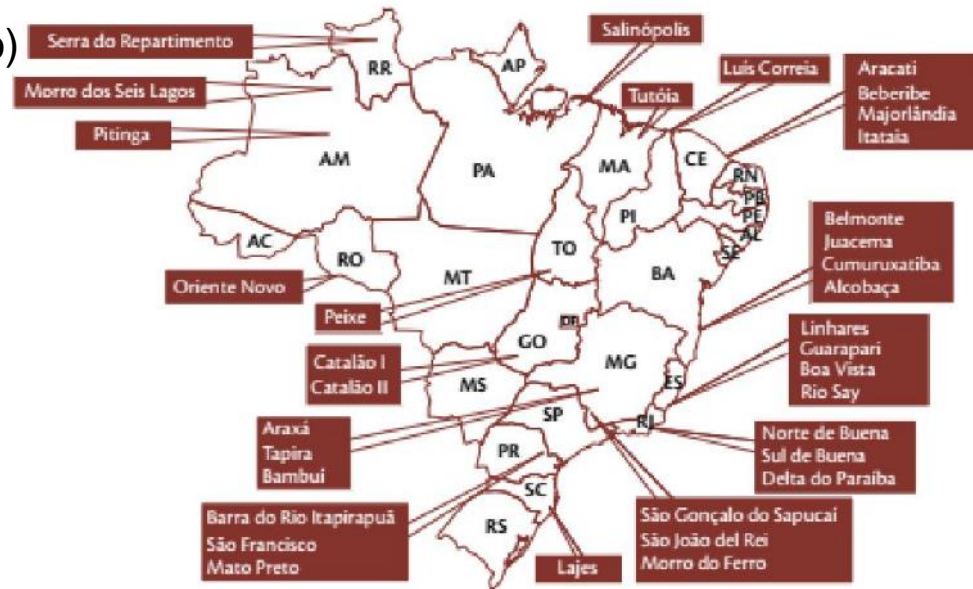 b)
Serra do Repartimento
Morro dos Seis Lagos
Pitinga
Salinópolis
Luis Correia
Tutóia
Aracati
Beberibe
Majorlândia
Itataia
RR
AP
AM
PA
MA
CE
RN
PB
PE
AL
SE
PI
AC
RO
TO
MT
BA
Oriente Novo
Peixe
Belmonte
Juacema
Cumuruxatiba
Alcobaça
DF
GO
MG
ES
MS
SP
RJ
PR
SC
RS
Catalão I
Catalão II
Linhares
Guarapari
Boa Vista
Rio Say
Araxá
Tapira
Bambuí
Norte de Buena
Sul de Buena
Delta do Paraíba
Barra do Rio Itapirapuã
São Francisco
Mato Preto
Lajes
São Gonçalo do Sapucaí
São João del Rei
Morro do Ferro